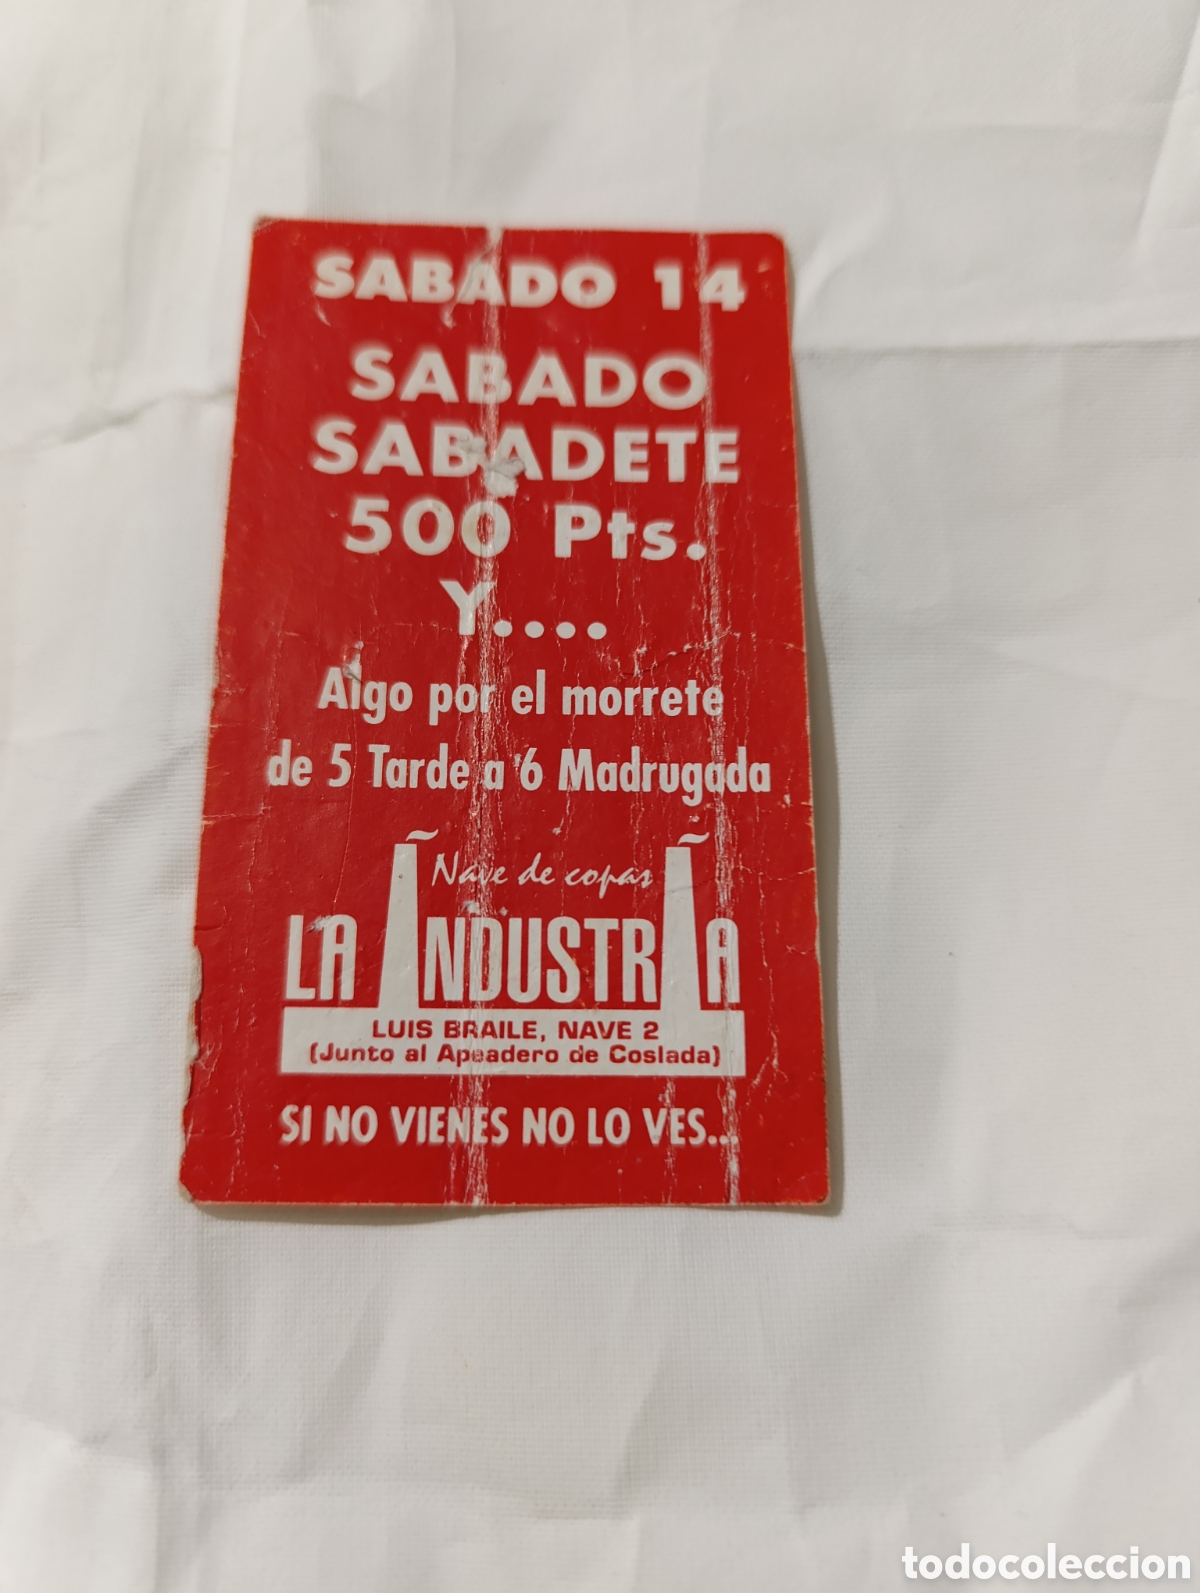 SABADO 14
SABADO
SABADETE
500 Pts.
Y....
Algo por el morrete
de 5 Tarde a 6 Madrugada
Nave de copas
LA INDUSTRIA
LUIS BRAILE, NAVE 2
(Junto al Apeadero de Coslada)
SI NO VIENES NO LO VES...
todocoleccion